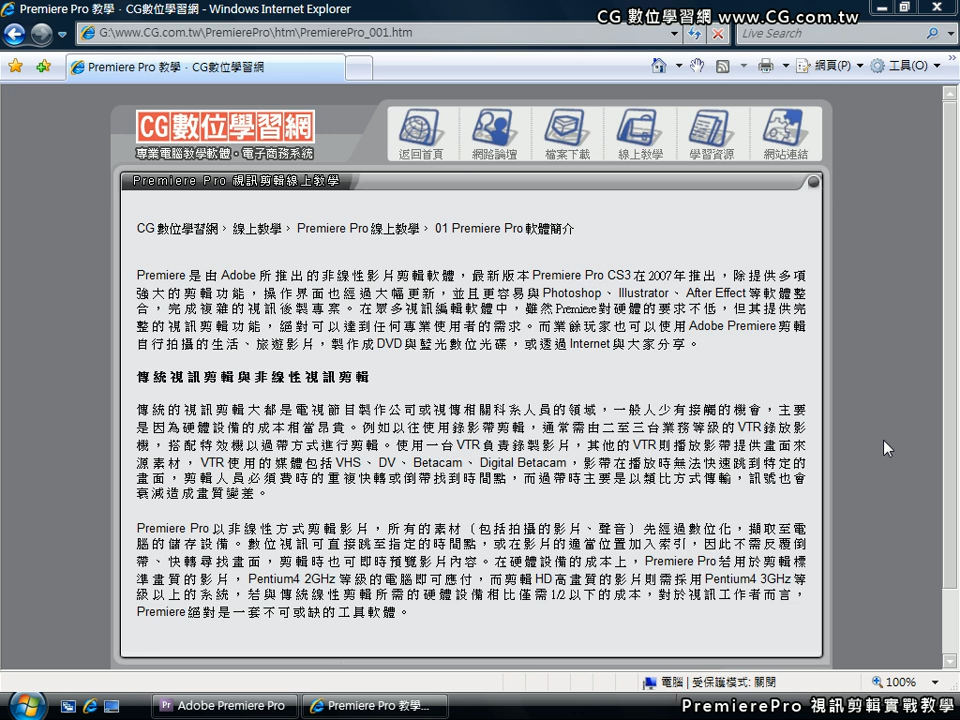 Premiere Pro 教學 - CG數位學習網 - Windows Internet Explorer
CG 數位學習網 www.CG.com.tw
G:\www.CG.com.tw\PremierePro\htm\PremierePro_001.htm
Live Search
Premiere Pro 教學 - CG數位學習網
網頁(P)
工具(O)
CG數位學習網
專業電腦教學軟體・電子商務系統
返回首頁
網路論壇
檔案下載
線上教學
學習資源
網站連結
Premiere Pro 視訊剪輯線上教學
CG 數位學習網> 線上教學> Premiere Pro 線上教學> 01 Premiere Pro 軟體簡介
Premiere 是由 Adobe 所推出的非線性影片剪輯軟體，最新版本 Premiere Pro CS3 在 2007 年推出，除提供多項
強大的剪輯功能，操作界面也經過大幅更新，並且更容易與 Photoshop、Illustrator、After Effect 等軟體整
合，完成複雜的視訊後製專案。在眾多視訊編輯軟體中，雖然 Premiere 對硬體的要求不低，但其提供完
整的視訊剪輯功能，絕對可以達到任何專業使用者的需求。而業餘玩家也可以使用 Adobe Premiere 剪輯
自行拍攝的生活、旅遊影片，製作成 DVD 與藍光數位光碟，或透過 Internet 與大家分享。
傳統視訊剪輯與非線性視訊剪輯
傳統的視訊剪輯大都是電視節目製作公司或視傳相關科系人員的領域，一般人少有接觸的機會，主要
是因為硬體設備的成本相當昂貴。例如以往使用錄影帶剪輯，通常需由二至三台業務等級的 VTR 錄放影
機，搭配特效機以過帶方式進行剪輯。使用一台 VTR 負責錄製影片，其他的 VTR 則播放影帶提供畫面來
源素材，VTR 使用的媒體包括 VHS、DV、Betacam、Digital Betacam，影帶在播放時無法快速跳到特定的
畫面，剪輯人員必須費時的重複快轉或倒帶找到時間點，而過帶時主要是以類比方式傳輸，訊號也會
衰減造成畫質變差。
Premiere Pro 以非線性方式剪輯影片，所有的素材（包括拍攝的影片、聲音）先經過數位化，擷取至電
腦的儲存設備。數位視訊可直接跳至指定的時間點，或在影片的適當位置加入索引，因此不需反覆倒
帶、快轉尋找畫面，剪輯時也可即時預覽影片內容。在硬體設備的成本上，Premiere Pro 若用於剪輯標
準畫質的影片，Pentium4 2GHz 等級的電腦即可應付，而剪輯 HD 高畫質的影片則需採用 Pentium4 3GHz 等
級以上的系統，若與傳統線性剪輯所需的硬體設備相比僅需 1/2 以下的成本，對於視訊工作者而言，
Premiere 絕對是一套不可或缺的工具軟體。
電腦 | 受保護模式: 關閉
100%
Adobe Premiere Pro
Premiere Pro 教學...
PremierePro 視訊剪輯實戰教學